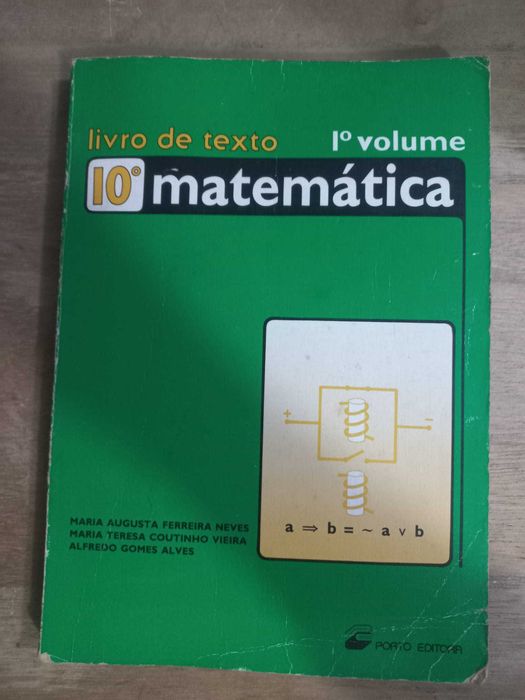 livro de texto 1º volume
10º matemática
+ –
a ⇒ b = ~ a v b
MARIA AUGUSTA FERREIRA NEVES
MARIA TERESA COUTINHO VIEIRA
ALFREDO GOMES ALVES
PORTO EDITORA